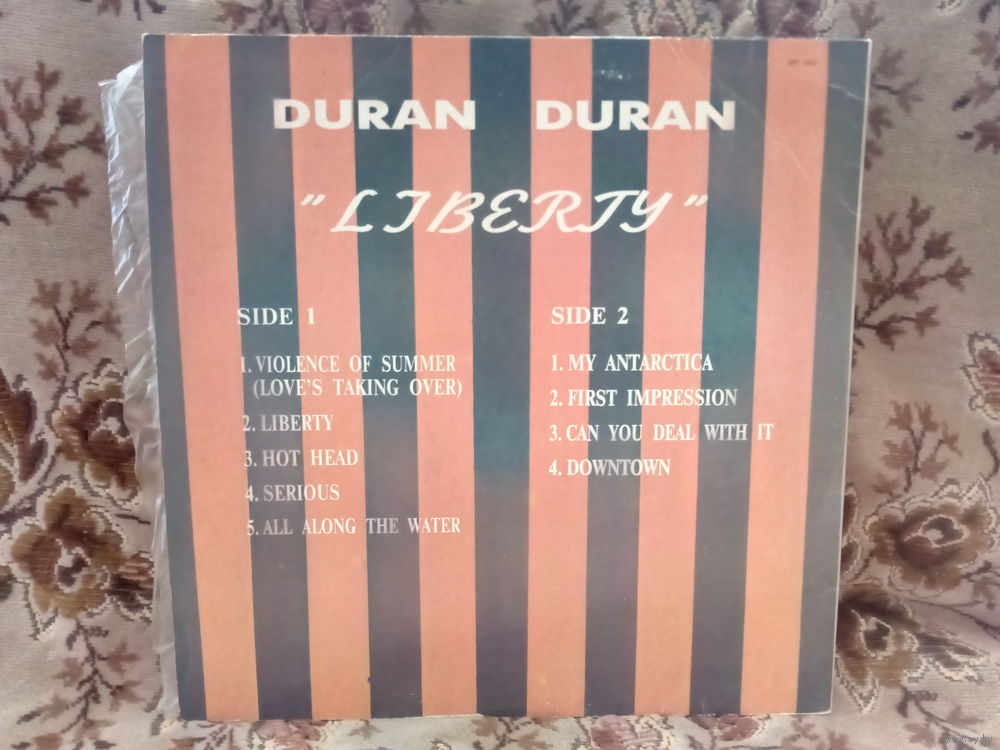 DURAN DURAN
"LIBERTY"
SIDE 1
1. VIOLENCE OF SUMMER
(LOVE'S TAKING OVER)
2. LIBERTY
3. HOT HEAD
4. SERIOUS
5. ALL ALONG THE WATER
SIDE 2
1. MY ANTARCTICA
2. FIRST IMPRESSION
3. CAN YOU DEAL WITH IT
4. DOWNTOWN